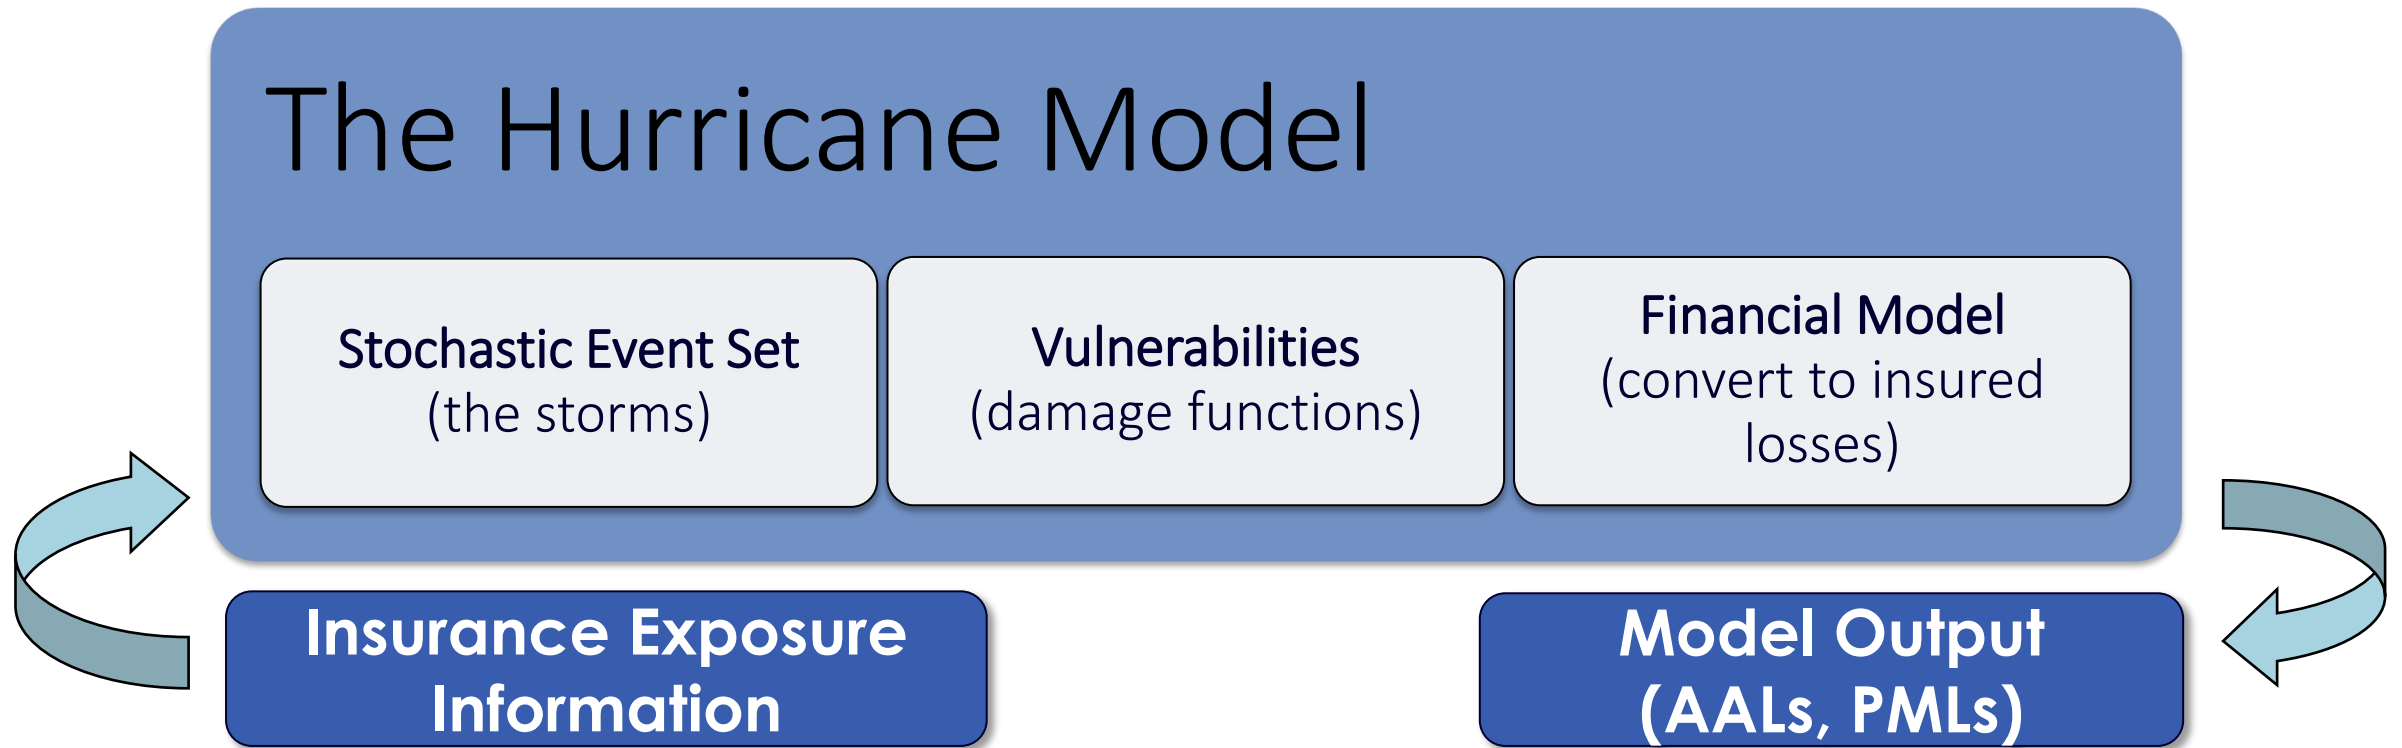 The Hurricane Model
Stochastic Event Set
(the storms)
Vulnerabilities
(damage functions)
Financial Model
(convert to insured
losses)
Insurance Exposure
Information
Model Output
(AALs, PMLs)